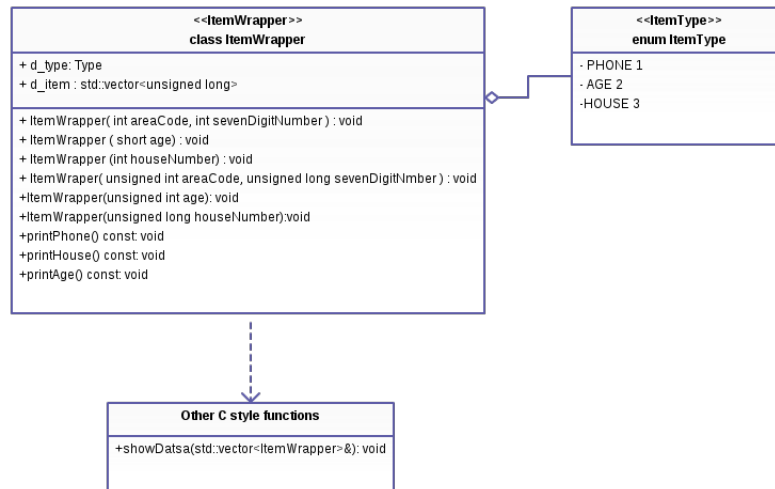 <<ItemWrapper>>
class ItemWrapper
+ d_type: Type
+ d_item : std::vector<unsigned long>
+ ItemWrapper( int areaCode, int sevenDigitNumber ) : void
+ ItemWrapper ( short age) : void
+ ItemWrapper (int houseNumber) : void
+ ItemWraper( unsigned int areaCode, unsigned long sevenDigitNmber ) : void
+ItemWrapper(unsigned int age): void
+ItemWrapper(unsigned long houseNumber):void
+printPhone() const: void
+printHouse() const: void
+printAge() const: void
<<ItemType>>
enum ItemType
- PHONE 1
- AGE 2
-HOUSE 3
Other C style functions
+showDatsa(std::vector<ItemWrapper>&): void